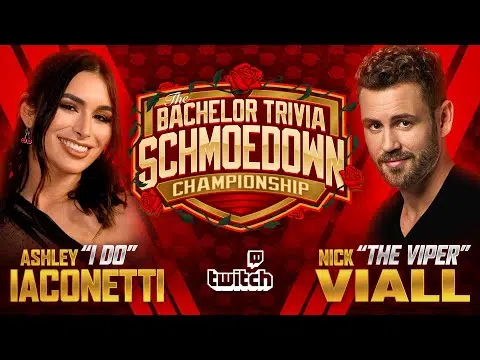 The
BACHELOR TRIVIA
SCHMOEDOWN
CHAMPIONSHIP
ASHLEY "I DO"
IACONETTI
twitch
NICK "THE VIPER"
VIALL